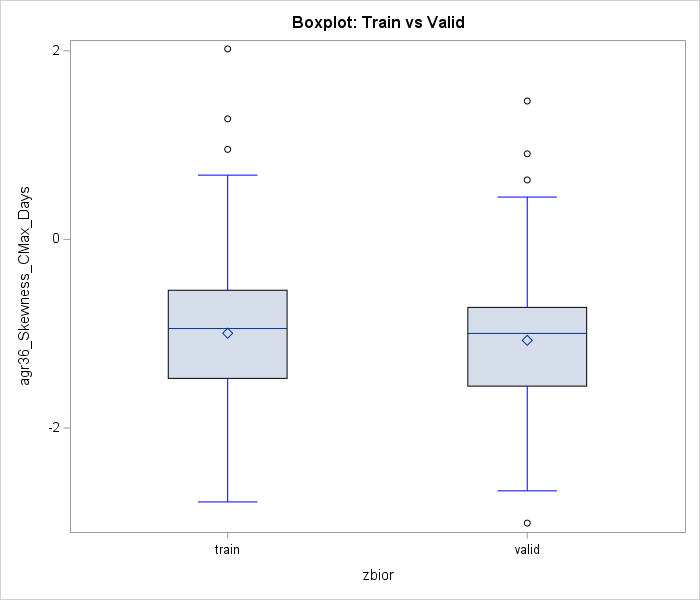 Boxplot: Train vs Valid
2
0
-2
agr36_Skewness_CMax_Days
train
valid
zbior